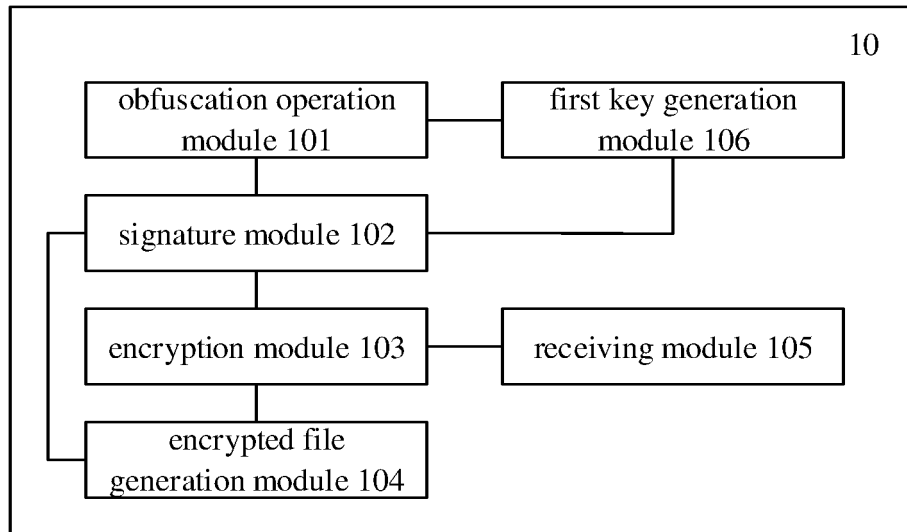 10
obfuscation operation
module 101
first key generation
module 106
signature module 102
encryption module 103
receiving module 105
encrypted file
generation module 104